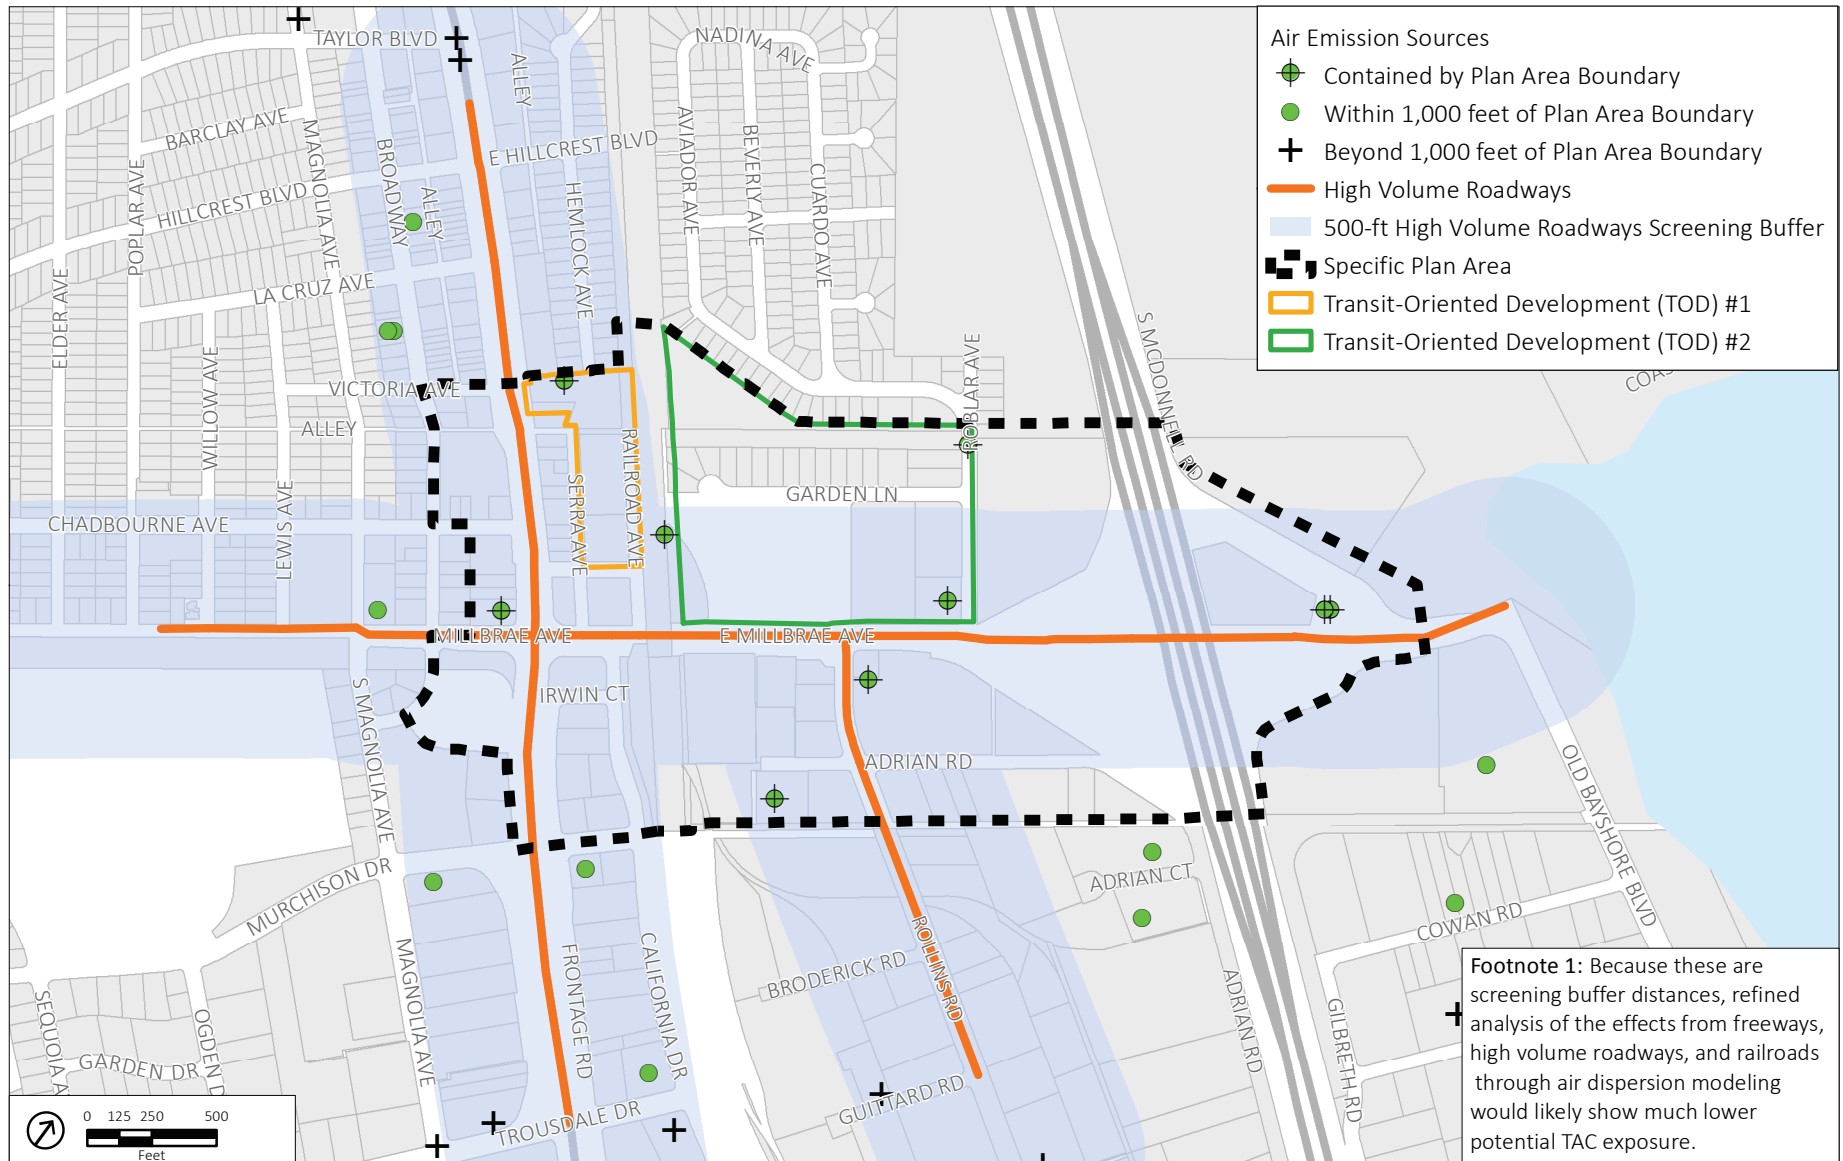 TAYLOR BLVD
ALLEY
NADINA AVE
BARCLAY AVE
MAGNOLIA AVE
BROADWAY
E HILLCREST BLVD
AVIADOR AVE
BEVERLY AVE
CUARDO AVE
POPLAR AVE
HILLCREST BLVD
ALLEY
HEMLOCK AVE
ELDER AVE
LA CRUZ AVE
WILLOW AVE
VICTORIA AVE
ALLEY
ROBLAR AVE
S MCDONNELL RD
LEWIS AVE
SERRA AVE
RAILROAD AVE
GARDEN LN
CHADBOURNE AVE
MILLBRAE AVE
E MILLBRAE AVE
IRWIN CT
S MAGNOLIA AVE
ADRIAN RD
OLD BAYSHORE BLVD
MURCHISON DR
ADRIAN CT
COWAN RD
MAGNOLIA AVE
FRONTAGE RD
CALIFORNIA DR
BRODERICK RD
ROLLINS RD
ADRIAN RD
GILBRETH RD
SEQUOIA A
OGDEN D
GARDEN DR
TROUSDALE DR
GUITTARD RD
Air Emission Sources
Contained by Plan Area Boundary
Within 1,000 feet of Plan Area Boundary
Beyond 1,000 feet of Plan Area Boundary
High Volume Roadways
500-ft High Volume Roadways Screening Buffer
Specific Plan Area
Transit-Oriented Development (TOD) #1
Transit-Oriented Development (TOD) #2
0 125 250 500
Feet
Footnote 1: Because these are
screening buffer distances, refined
analysis of the effects from freeways,
high volume roadways, and railroads
through air dispersion modeling
would likely show much lower
potential TAC exposure.